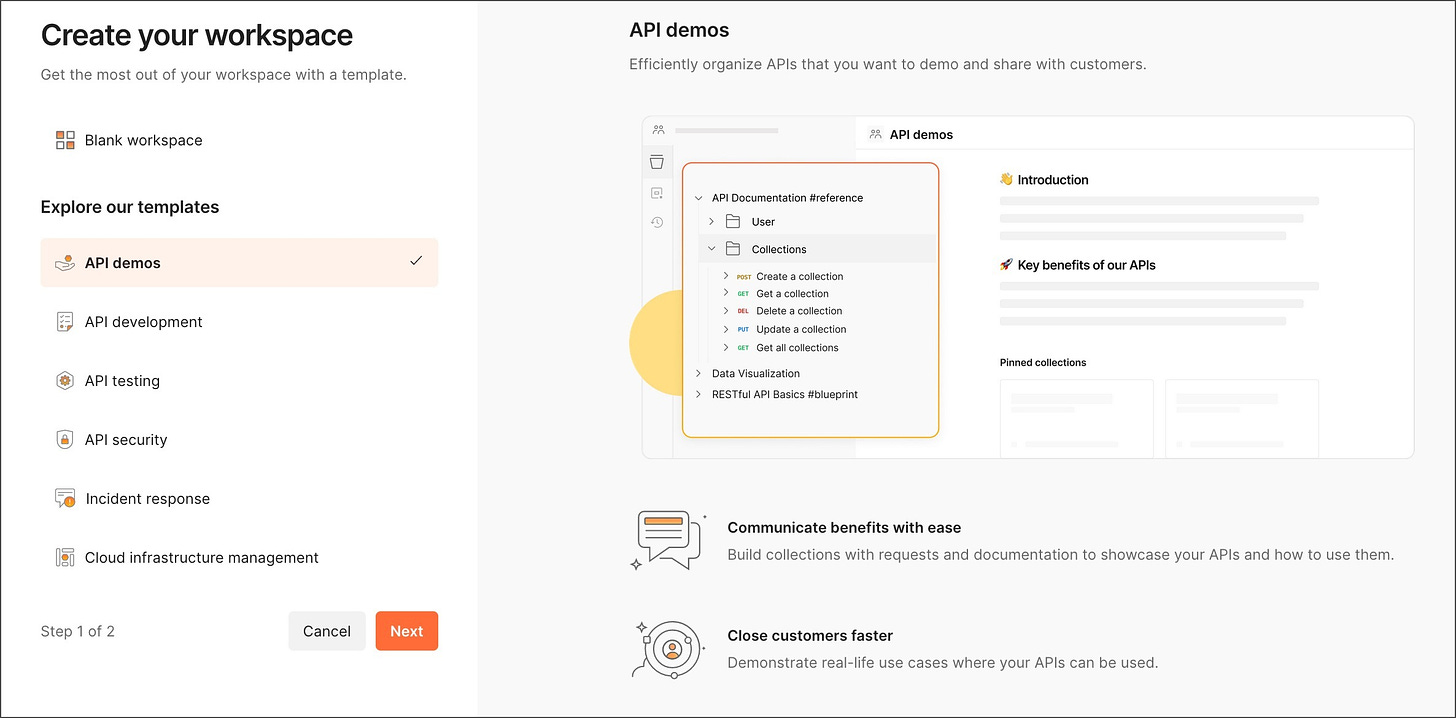 Create your workspace
Get the most out of your workspace with a template.
Blank workspace
Explore our templates
API demos
API development
API testing
API security
Incident response
Cloud infrastructure management
Step 1 of 2
Cancel
Next
API demos
Efficiently organize APIs that you want to demo and share with customers.
API demos
API Documentation #reference
User
Collections
POST Create a collection
GET Get a collection
DEL Delete a collection
PUT Update a collection
GET Get all collections
Data Visualization
RESTful API Basics #blueprint
👋 Introduction
🚀 Key benefits of our APIs
Pinned collections
Communicate benefits with ease
Build collections with requests and documentation to showcase your APIs and how to use them.
Close customers faster
Demonstrate real-life use cases where your APIs can be used.